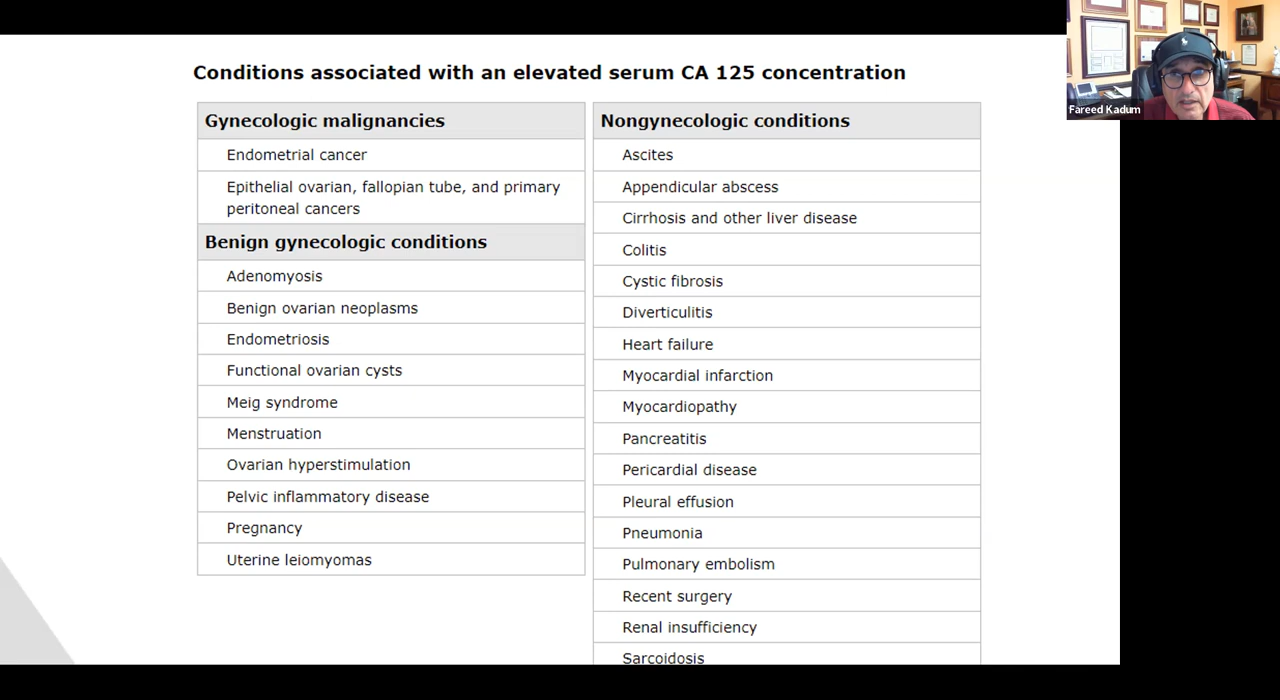 Conditions associated with an elevated serum CA 125 concentration
Gynecologic malignancies
Endometrial cancer
Epithelial ovarian, fallopian tube, and primary
peritoneal cancers
Benign gynecologic conditions
Adenomyosis
Benign ovarian neoplasms
Endometriosis
Functional ovarian cysts
Meig syndrome
Menstruation
Ovarian hyperstimulation
Pelvic inflammatory disease
Pregnancy
Uterine leiomyomas
Nongynecologic conditions
Ascites
Appendicular abscess
Cirrhosis and other liver disease
Colitis
Cystic fibrosis
Diverticulitis
Heart failure
Myocardial infarction
Myocardiopathy
Pancreatitis
Pericardial disease
Pleural effusion
Pneumonia
Pulmonary embolism
Recent surgery
Renal insufficiency
Sarcoidosis
Fareed Kadum